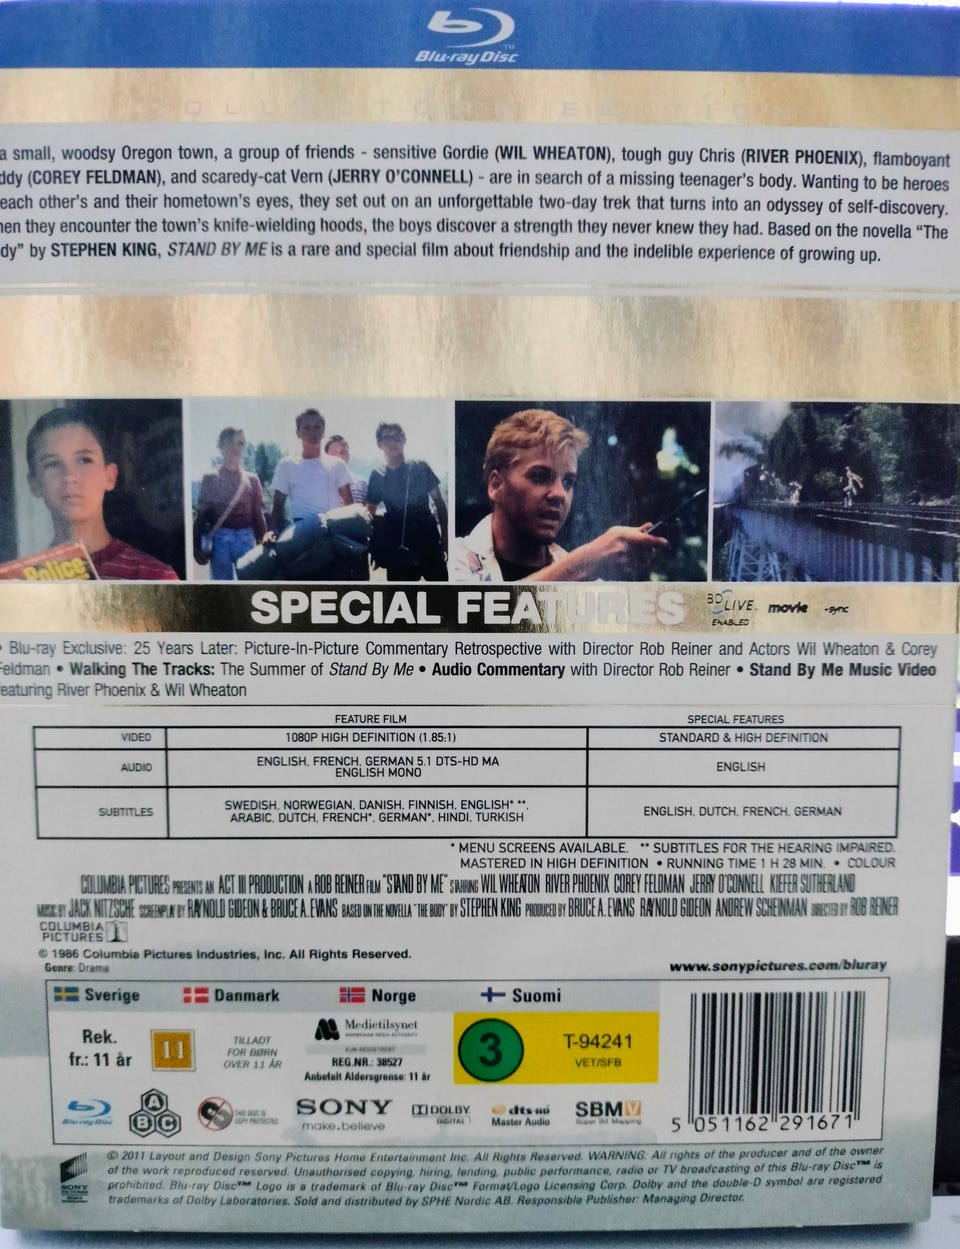 Blu-ray Disc™
a small, woodsy Oregon town, a group of friends - sensitive Gordie (WIL WHEATON), tough guy Chris (RIVER PHOENIX), flamboyant
ddy (COREY FELDMAN), and scaredy-cat Vern (JERRY O'CONNELL) - are in search of a missing teenager's body. Wanting to be heroes
each other's and their hometown's eyes, they set out on an unforgettable two-day trek that turns into an odyssey of self-discovery.
hen they encounter the town's knife-wielding hoods, the boys discover a strength they never knew they had. Based on the novella "The
dy" by STEPHEN KING, STAND BY ME is a rare and special film about friendship and the indelible experience of growing up.
Police
SPECIAL FEATURES BD LIVE ENABLED movie -sync
• Blu-ray Exclusive: 25 Years Later: Picture-In-Picture Commentary Retrospective with Director Rob Reiner and Actors Wil Wheaton & Corey
Feldman • Walking The Tracks: The Summer of Stand By Me • Audio Commentary with Director Rob Reiner • Stand By Me Music Video
eaturing River Phoenix & Wil Wheaton
FEATURE FILM SPECIAL FEATURES
VIDEO 1080P HIGH DEFINITION (1.85:1) STANDARD & HIGH DEFINITION
AUDIO ENGLISH, FRENCH, GERMAN 5.1 DTS-HD MA
ENGLISH MONO ENGLISH
SUBTITLES SWEDISH, NORWEGIAN, DANISH, FINNISH, ENGLISH* **,
ARABIC, DUTCH, FRENCH*, GERMAN*, HINDI, TURKISH ENGLISH, DUTCH, FRENCH, GERMAN
* MENU SCREENS AVAILABLE. ** SUBTITLES FOR THE HEARING IMPAIRED.
MASTERED IN HIGH DEFINITION • RUNNING TIME 1 H 28 MIN. • COLOUR
COLUMBIA PICTURES PRESENTS AN ACT III PRODUCTION A ROB REINER FILM "STAND BY ME" STARRING WIL WHEATON RIVER PHOENIX COREY FELDMAN JERRY O'CONNELL KIEFER SUTHERLAND
MUSIC BY JACK NITZSCHE SCREENPLAY BY RAYNOLD GIDEON & BRUCE A. EVANS BASED ON THE NOVELLA "THE BODY" BY STEPHEN KING PRODUCED BY BRUCE A. EVANS RAYNOLD GIDEON ANDREW SCHEINMAN DIRECTED BY ROB REINER
COLUMBIA
PICTURES
© 1986 Columbia Pictures Industries, Inc. All Rights Reserved.
Genre: Drama www.sonypictures.com/bluray
Sverige Danmark Norge Suomi
Rek.
fr.: 11 år
11
TILLADT
FOR BØRN
OVER 11 ÅR
Medietilsynet
NORWEGIAN MEDIA AUTHORITY
REG.NR.: 38527
Anbefalt Aldersgrense: 11 år
3
T-94241
VET/SFB
Blu-ray Disc
A B C
THIS DISC IS
COPY PROTECTED
SONY
make.believe
DOLBY
DIGITAL
dts-HD
Master Audio
SBMV
Super Bit Mapping
5 051162 291671
SONY
PICTURES
© 2011 Layout and Design Sony Pictures Home Entertainment Inc. All Rights Reserved. WARNING: All rights of the producer and of the owner
of the work reproduced reserved. Unauthorised copying, hiring, lending, public performance, radio or TV broadcasting of this Blu-ray Disc™ is
prohibited. Blu-ray Disc™ Logo is a trademark of Blu-ray Disc™ Format/Logo Licensing Corp. Dolby and the double-D symbol are registered
trademarks of Dolby Laboratories. Sold and distributed by SPHE Nordic AB. Responsible Publisher: Managing Director.